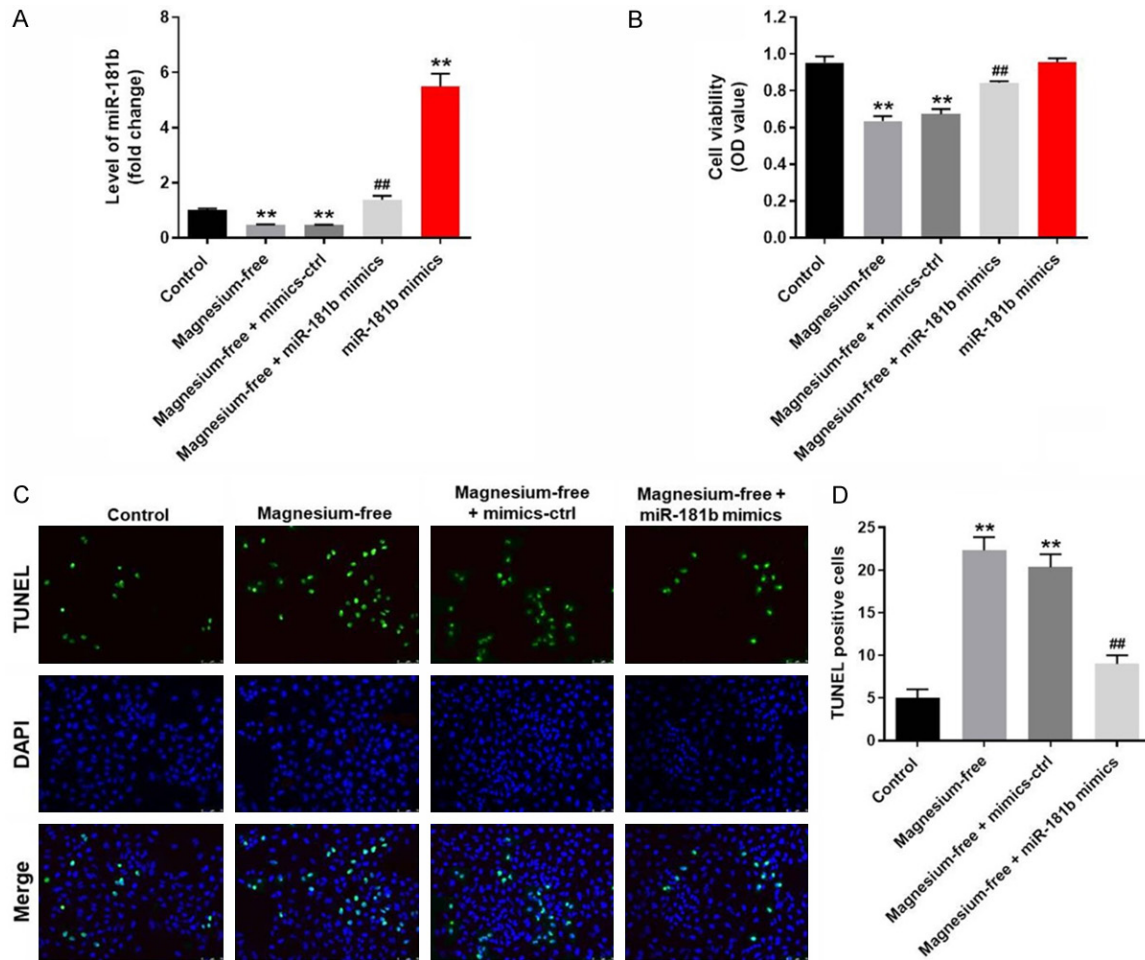 A
Level of miR-181b
(fold change)
8
6
4
2
0
**
**
##
**
Control
Magnesium-free
Magnesium-free + mimics-ctrl
Magnesium-free + miR-181b mimics
miR-181b mimics
B
Cell viability
(OD value)
1.2
1.0
0.8
0.6
0.4
0.2
0.0
**
**
##
Control
Magnesium-free
Magnesium-free + mimics-ctrl
Magnesium-free + miR-181b mimics
miR-181b mimics
C
Control
Magnesium-free
Magnesium-free
+ mimics-ctrl
Magnesium-free +
miR-181b mimics
TUNEL
DAPI
Merge
D
TUNEL positive cells
25
20
15
10
5
0
**
**
##
Control
Magnesium-free
Magnesium-free + mimics-ctrl
Magnesium-free + miR-181b mimics